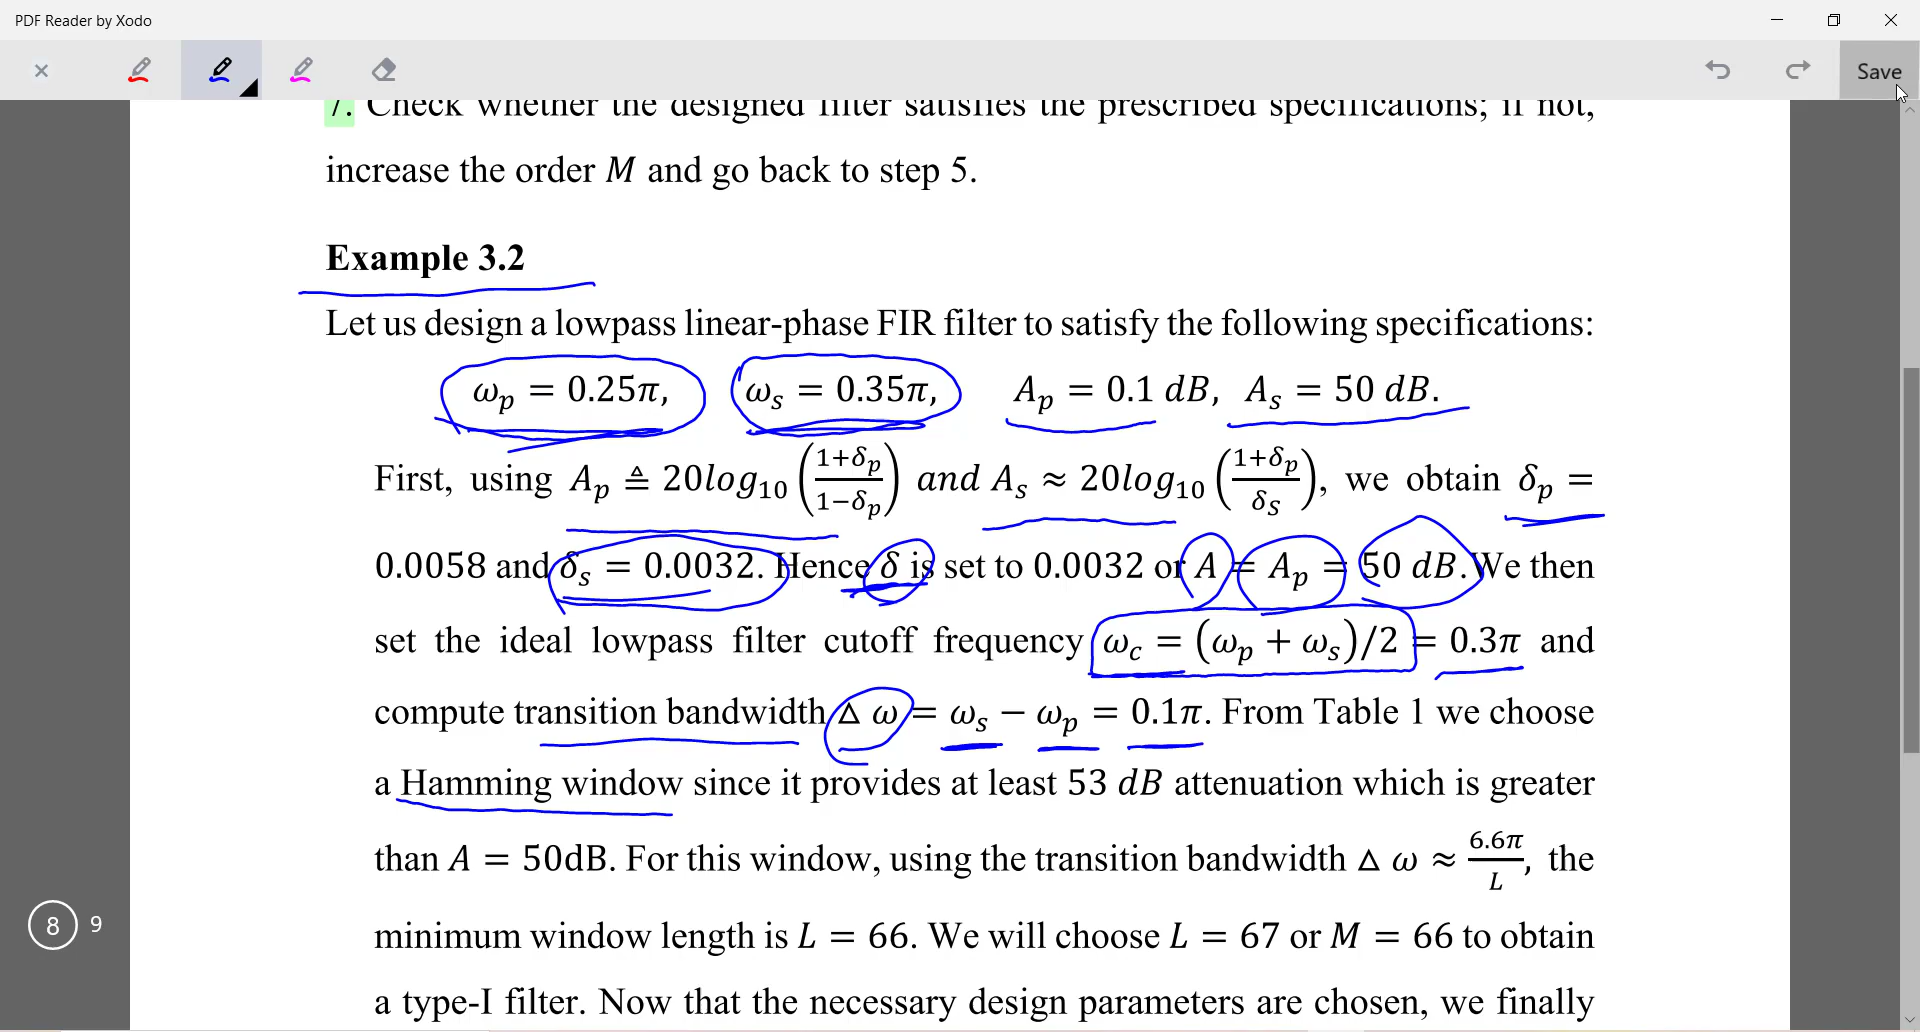 PDF Reader by Xodo
Save
7. Check whether the designed filter satisfies the prescribed specifications; if not,
increase the order M and go back to step 5.
Example 3.2
Let us design a lowpass linear-phase FIR filter to satisfy the following specifications:
ωₚ = 0.25π, ωₛ = 0.35π, Aₚ = 0.1 dB, Aₛ = 50 dB.
First, using Aₚ ≜ 20log₁₀ ((1+δₚ)/(1−δₚ)) and Aₛ ≈ 20log₁₀ ((1+δₚ)/δₛ), we obtain δₚ =
0.0058 and δₛ = 0.0032. Hence δ is set to 0.0032 or A = Aₚ = 50 dB. We then
set the ideal lowpass filter cutoff frequency ω꜀ = (ωₚ + ωₛ)/2 = 0.3π and
compute transition bandwidth △ ω = ωₛ − ωₚ = 0.1π. From Table 1 we choose
a Hamming window since it provides at least 53 dB attenuation which is greater
than A = 50dB. For this window, using the transition bandwidth △ ω ≈ 6.6π/L, the
minimum window length is L = 66. We will choose L = 67 or M = 66 to obtain
a type-I filter. Now that the necessary design parameters are chosen, we finally
8 9